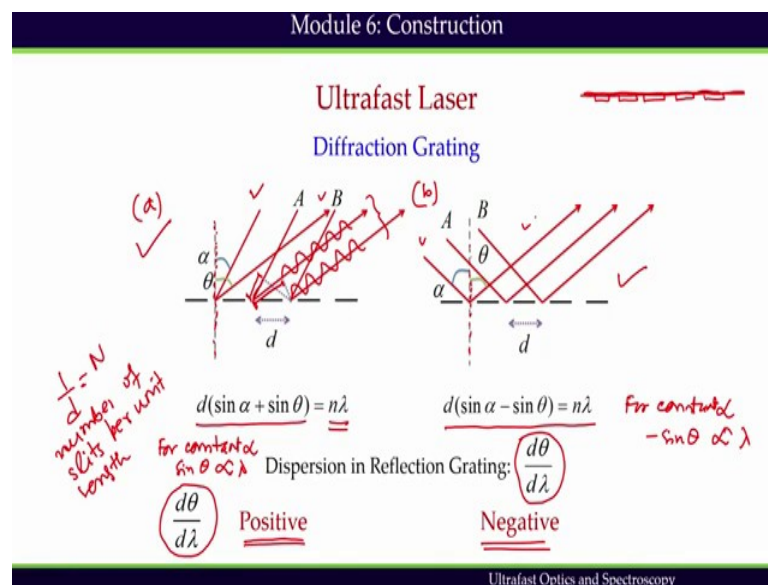 Module 6: Construction
Ultrafast Laser
Diffraction Grating
(a)
A B
α
θ
d
(b)
A B
θ
α
d
1/d = N
number of
slits per unit
length
d(sin α + sin θ) = nλ
d(sin α − sin θ) = nλ
For constant α
sin θ ∝ λ
For constant α
− sin θ ∝ λ
Dispersion in Reflection Grating: dθ/dλ
dθ/dλ Positive
Negative
Ultrafast Optics and Spectroscopy